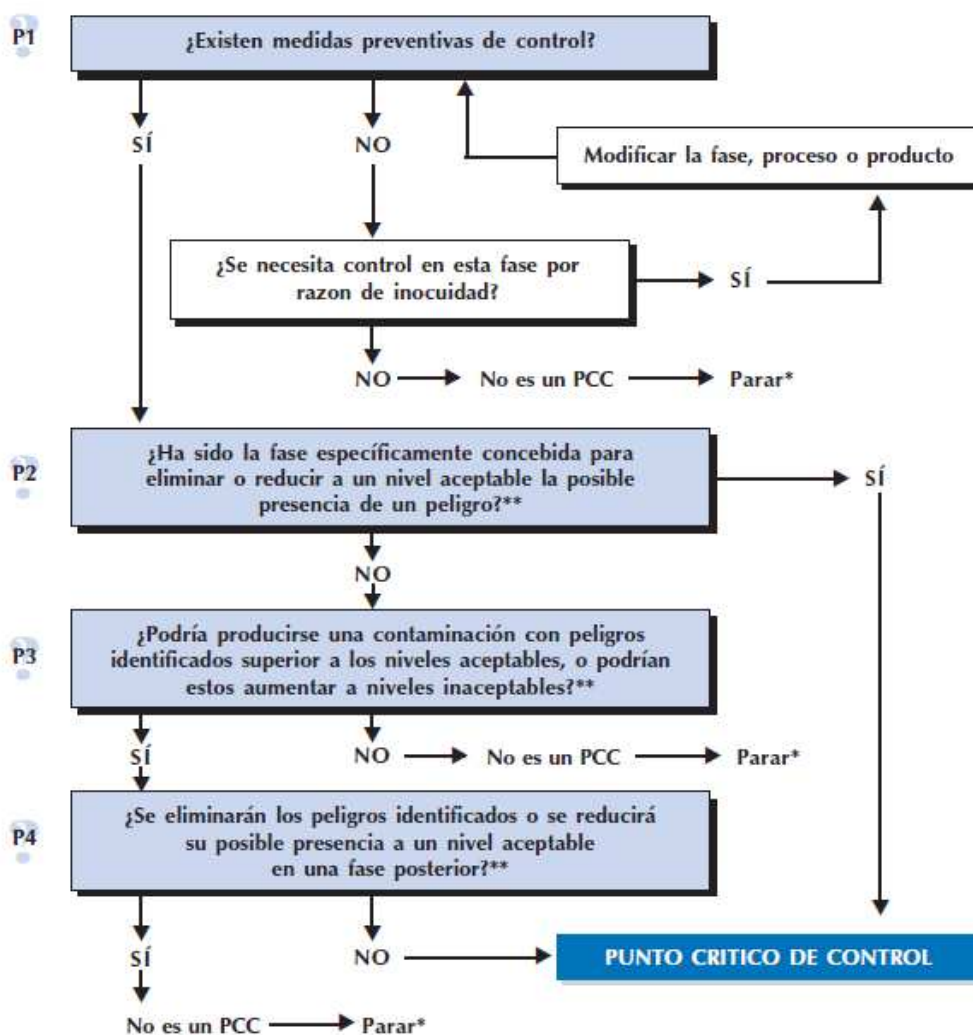 P1
¿Existen medidas preventivas de control?
SÍ
NO
Modificar la fase, proceso o producto
¿Se necesita control en esta fase por
razon de inocuidad?
SÍ
NO
No es un PCC
Parar*
P2
¿Ha sido la fase específicamente concebida para
eliminar o reducir a un nivel aceptable la posible
presencia de un peligro?**
SÍ
NO
P3
¿Podría producirse una contaminación con peligros
identificados superior a los niveles aceptables, o podrían
estos aumentar a niveles inaceptables?**
SÍ
NO
No es un PCC
Parar*
P4
¿Se eliminarán los peligros identificados o se reducirá
su posible presencia a un nivel aceptable
en una fase posterior?**
SÍ
NO
PUNTO CRITICO DE CONTROL
No es un PCC
Parar*